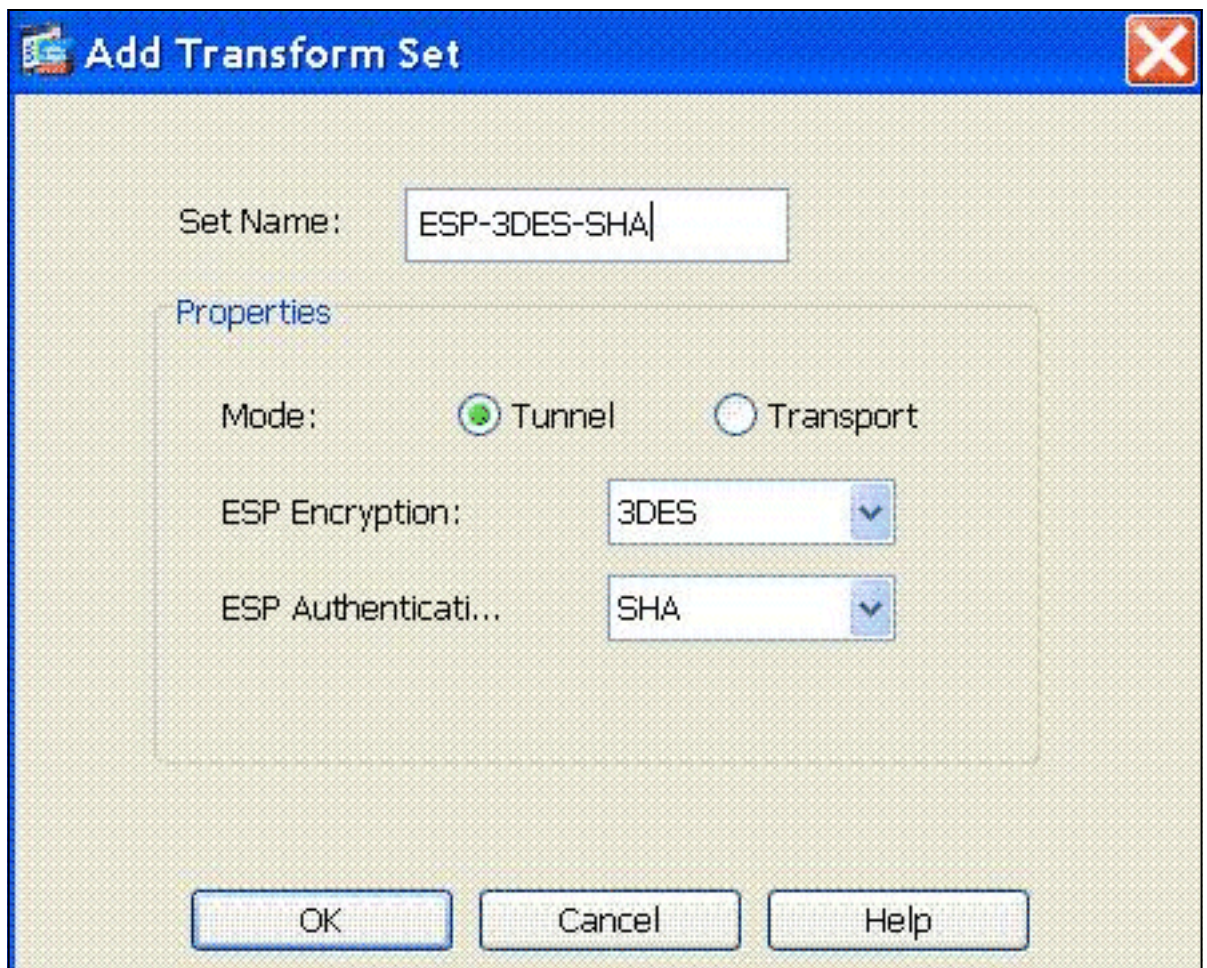 Add Transform Set
Set Name: ESP-3DES-SHA
Properties
Mode: Tunnel Transport
ESP Encryption: 3DES
ESP Authenticati... SHA
OK Cancel Help